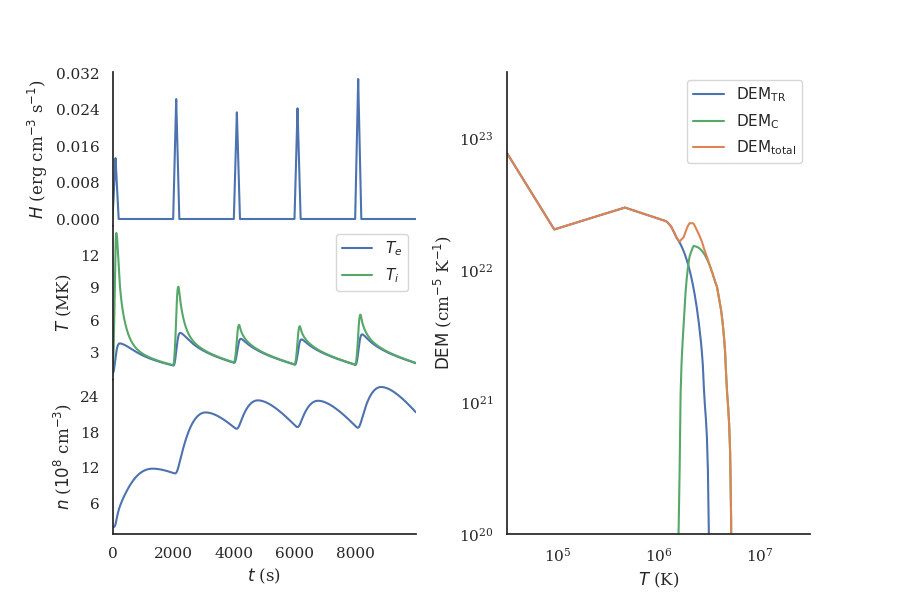 H (erg cm⁻³ s⁻¹)
0.032
0.024
0.016
0.008
0.000
T (MK)
12
9
6
3
Tₑ
Tᵢ
n (10⁸ cm⁻³)
24
18
12
6
0 2000 4000 6000 8000
t (s)
DEM (cm⁻⁵ K⁻¹)
10²³
10²²
10²¹
10²⁰
DEM_TR
DEM_C
DEM_total
10⁵ 10⁶ 10⁷
T (K)